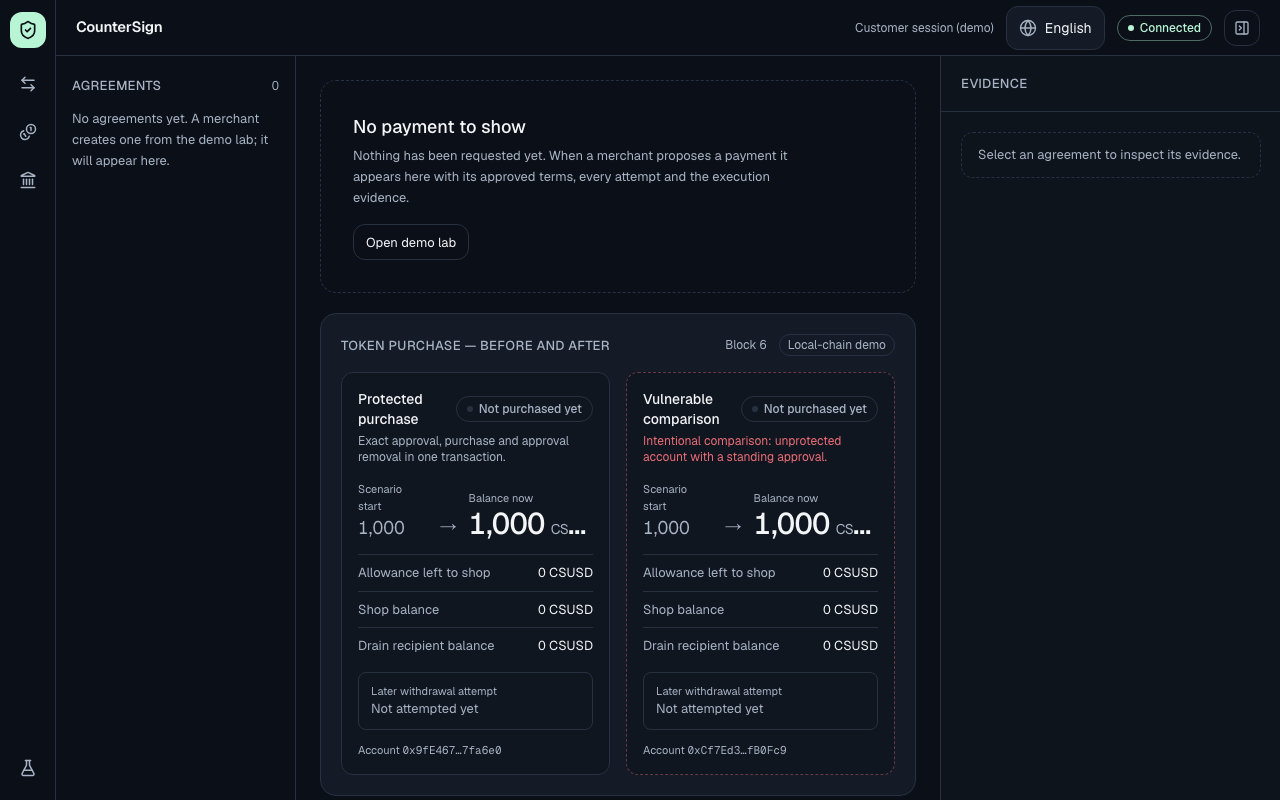 CounterSign
Customer session (demo)
English
Connected
AGREEMENTS
0
No agreements yet. A merchant
creates one from the demo lab; it
will appear here.
No payment to show
Nothing has been requested yet. When a merchant proposes a payment it
appears here with its approved terms, every attempt and the execution
evidence.
Open demo lab
TOKEN PURCHASE — BEFORE AND AFTER
Block 6
Local-chain demo
Protected
purchase
Not purchased yet
Exact approval, purchase and approval
removal in one transaction.
Scenario
start
1,000
→
Balance now
1,000 CS...
Allowance left to shop
0 CSUSD
Shop balance
0 CSUSD
Drain recipient balance
0 CSUSD
Later withdrawal attempt
Not attempted yet
Account 0x9fE467…7fa6e0
Vulnerable
comparison
Not purchased yet
Intentional comparison: unprotected
account with a standing approval.
Scenario
start
1,000
→
Balance now
1,000 CS...
Allowance left to shop
0 CSUSD
Shop balance
0 CSUSD
Drain recipient balance
0 CSUSD
Later withdrawal attempt
Not attempted yet
Account 0xCf7Ed3…fB0Fc9
EVIDENCE
Select an agreement to inspect its evidence.